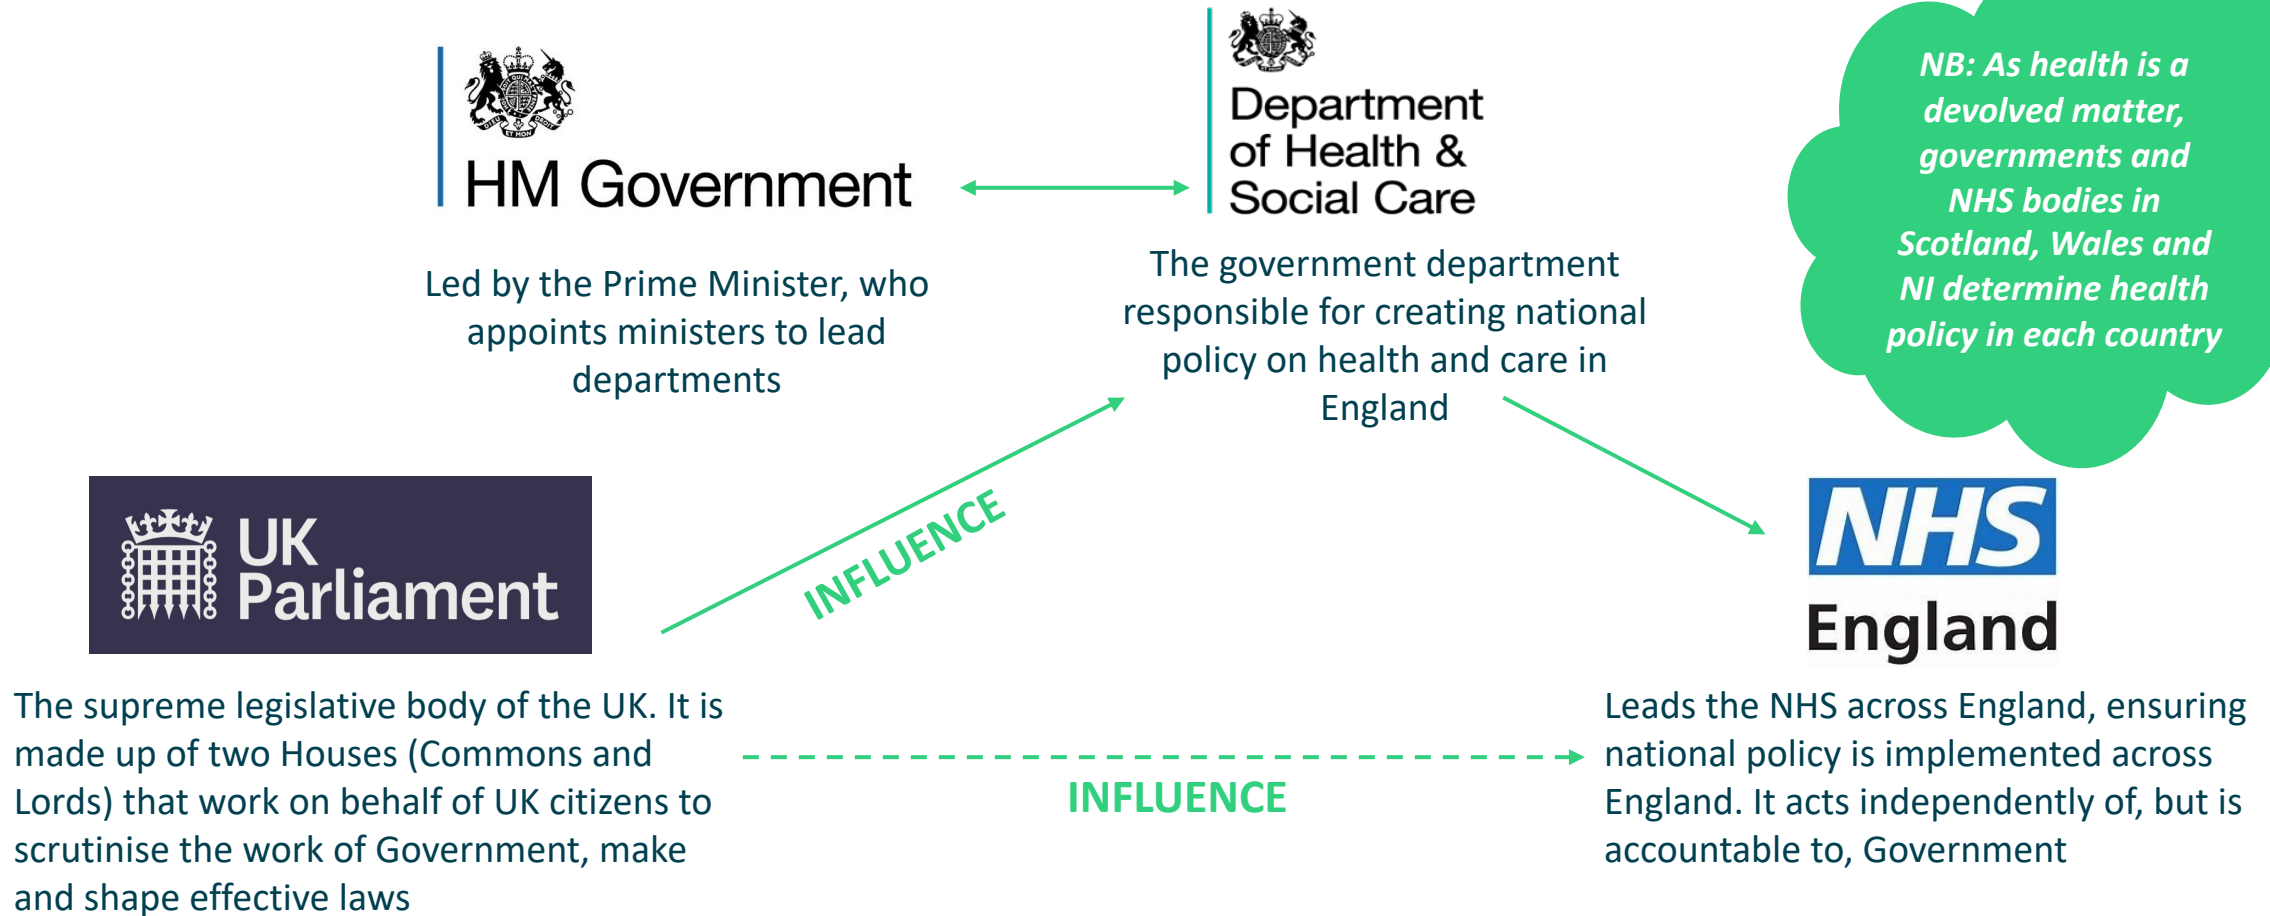 HM Government
Led by the Prime Minister, who
appoints ministers to lead
departments
Department
of Health &
Social Care
The government department
responsible for creating national
policy on health and care in
England
NB: As health is a
devolved matter,
governments and
NHS bodies in
Scotland, Wales and
NI determine health
policy in each country
UK
Parliament
The supreme legislative body of the UK. It is
made up of two Houses (Commons and
Lords) that work on behalf of UK citizens to
scrutinise the work of Government, make
and shape effective laws
INFLUENCE
INFLUENCE
NHS
England
Leads the NHS across England, ensuring
national policy is implemented across
England. It acts independently of, but is
accountable to, Government